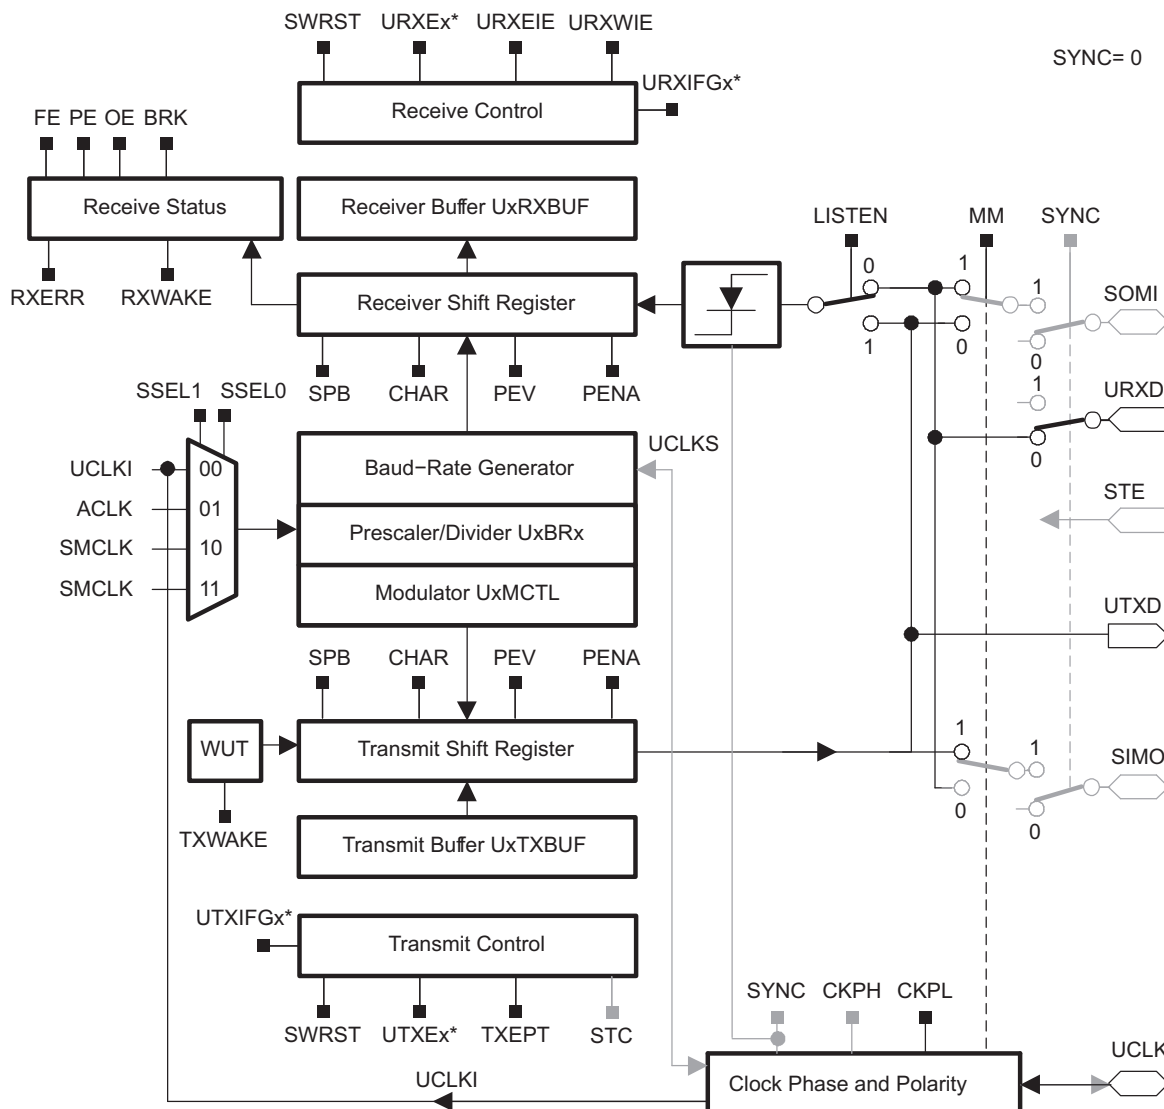 SWRST URXEx* URXEIE URXWIE
SYNC= 0
URXIFGx*
Receive Control
FE PE OE BRK
Receive Status
Receiver Buffer UxRXBUF
LISTEN MM SYNC
RXERR RXWAKE
Receiver Shift Register
0 1 1 SOMI
1 0 0
SPB CHAR PEV PENA
1 URXD
0
SSEL1 SSEL0
UCLKS
UCLKI 00
Baud−Rate Generator
ACLK 01
STE
SMCLK 10
Prescaler/Divider UxBRx
SMCLK 11
Modulator UxMCTL
UTXD
SPB CHAR PEV PENA
WUT
Transmit Shift Register
1 1 SIMO
0 0
TXWAKE
Transmit Buffer UxTXBUF
UTXIFGx*
Transmit Control
SWRST UTXEx* TXEPT STC
SYNC CKPH CKPL
UCLK
UCLKI
Clock Phase and Polarity